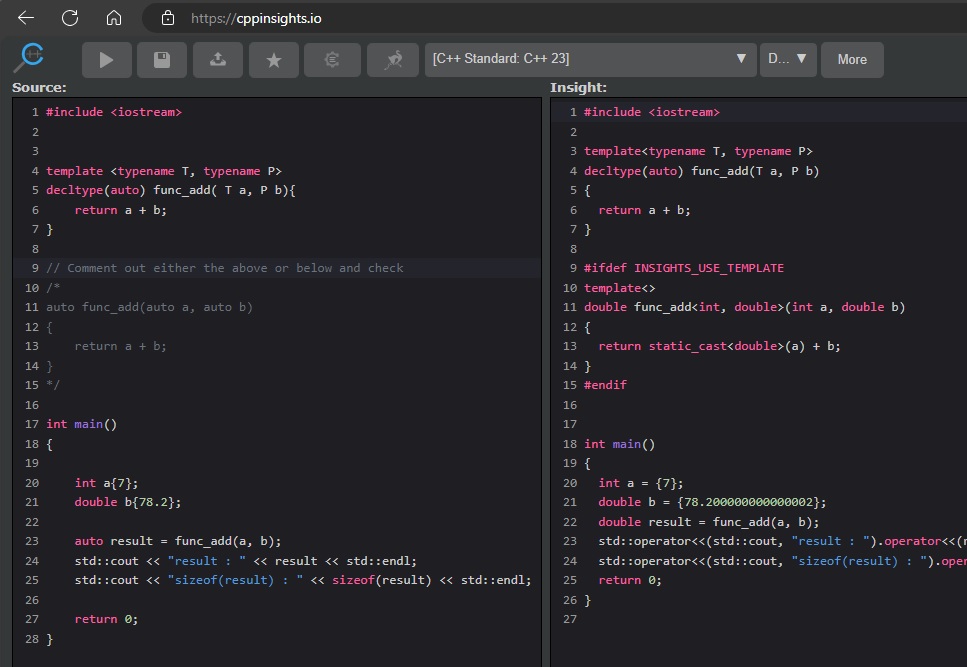 https://cppinsights.io
[C++ Standard: C++ 23] ▼ D... ▼ More
Source:
1 #include <iostream>
2
3
4 template <typename T, typename P>
5 decltype(auto) func_add( T a, P b){
6 return a + b;
7 }
8
9 // Comment out either the above or below and check
10 /*
11 auto func_add(auto a, auto b)
12 {
13 return a + b;
14 }
15 */
16
17 int main()
18 {
19
20 int a{7};
21 double b{78.2};
22
23 auto result = func_add(a, b);
24 std::cout << "result : " << result << std::endl;
25 std::cout << "sizeof(result) : " << sizeof(result) << std::endl;
26
27 return 0;
28 }
Insight:
1 #include <iostream>
2
3 template<typename T, typename P>
4 decltype(auto) func_add(T a, P b)
5 {
6 return a + b;
7 }
8
9 #ifdef INSIGHTS_USE_TEMPLATE
10 template<>
11 double func_add<int, double>(int a, double b)
12 {
13 return static_cast<double>(a) + b;
14 }
15 #endif
16
17
18 int main()
19 {
20 int a = {7};
21 double b = {78.200000000000002};
22 double result = func_add(a, b);
23 std::operator<<(std::cout, "result : ").operator<<(r
24 std::operator<<(std::cout, "sizeof(result) : ").oper
25 return 0;
26 }
27